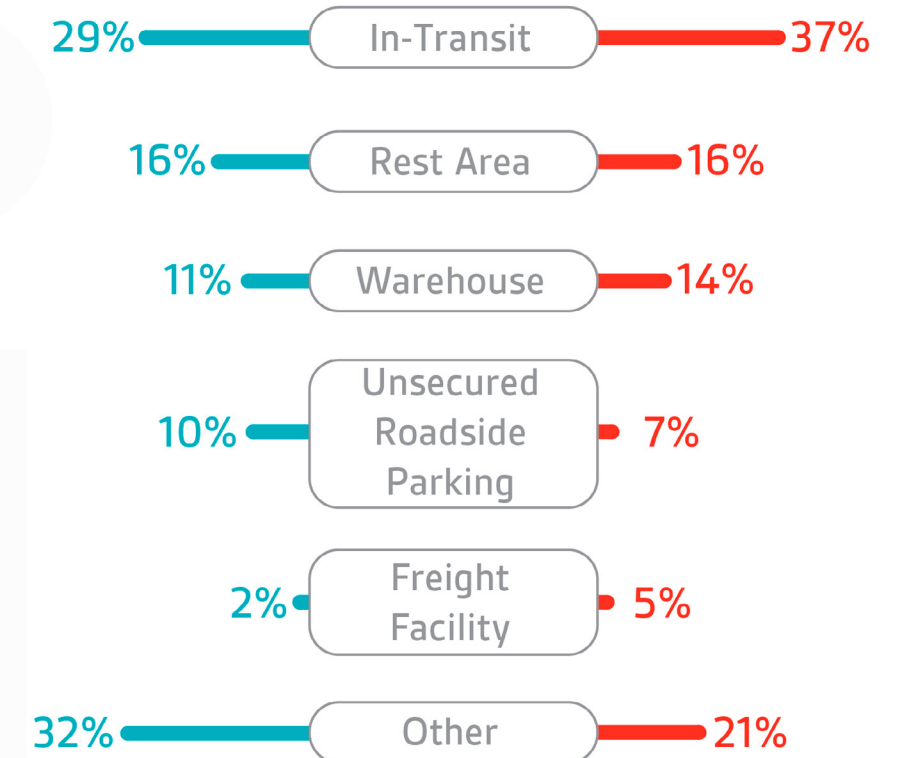 29% In-Transit 37%
16% Rest Area 16%
11% Warehouse 14%
Unsecured
10% Roadside 7%
Parking
Freight
2% 5%
Facility
32% Other 21%